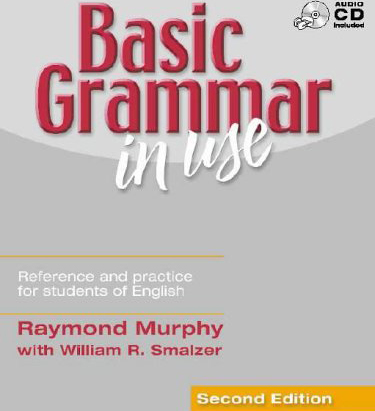 AUDIO
CD
Included
Basic
Grammar
in use
Reference and practice
for students of English
Raymond Murphy
with William R. Smalzer
Second Edition